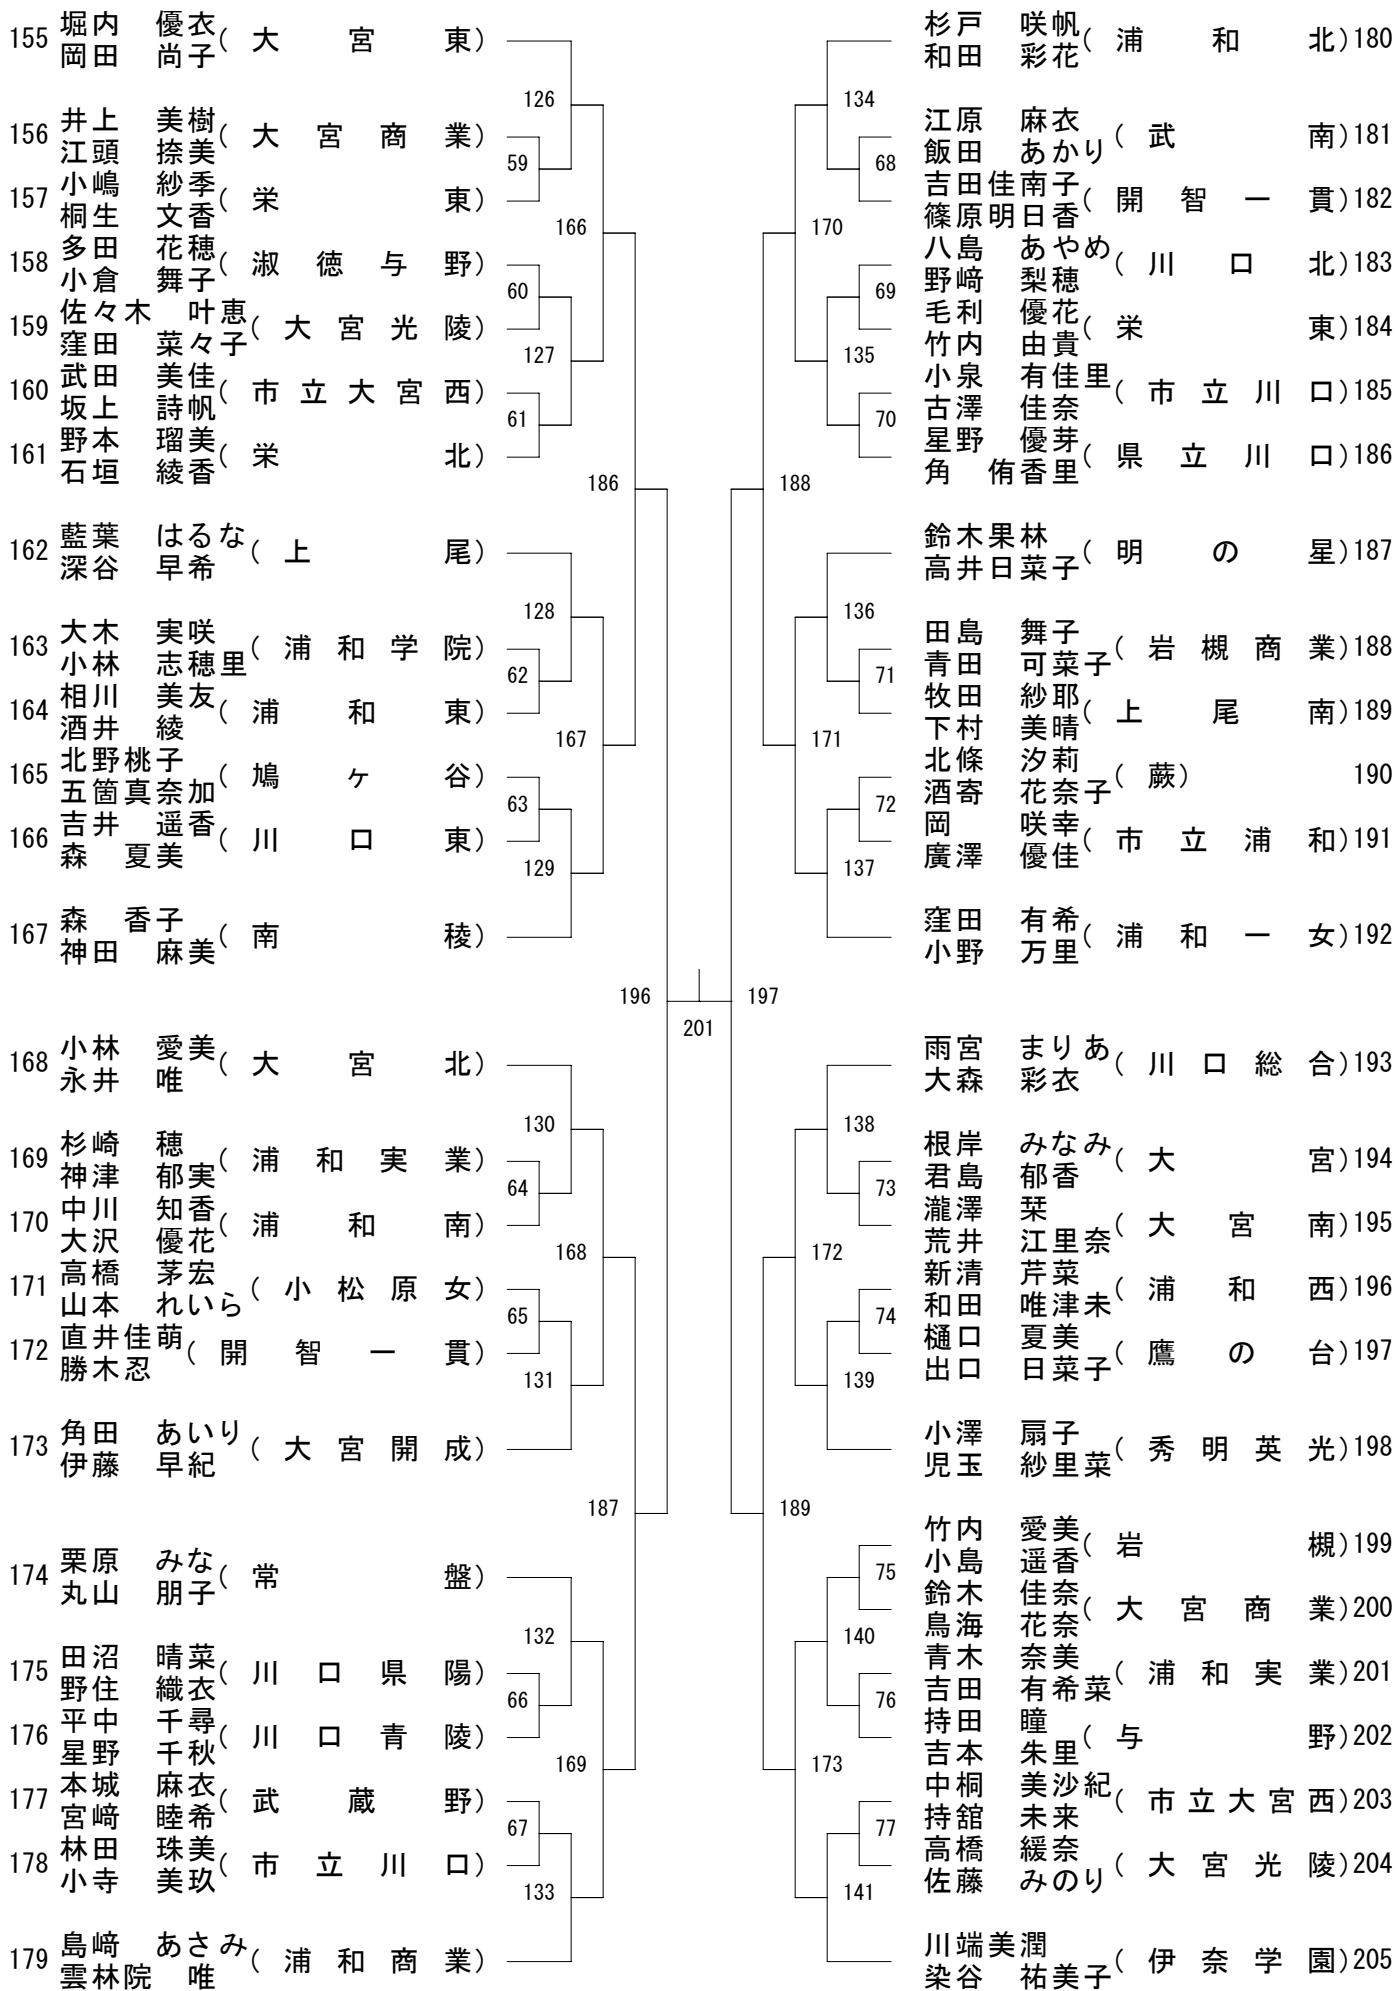 155 堀内 優衣 岡田 尚子 (大宮東)
156 井上 美樹 江頭 捺美 (大宮商業)
157 小嶋 紗季 桐生 文香 (栄東)
158 多田 花穂 小倉 舞子 (淑徳与野)
159 佐々木 叶恵 窪田 菜々子 (大宮光陵)
160 武田 美佳 坂上 詩帆 (市立大宮西)
161 野本 瑠美 石垣 綾香 (栄北)
162 藍葉 はるな 深谷 早希 (上尾)
163 大木 実咲 小林 志穂里 (浦和学院)
164 相川 美友 酒井 綾 (浦和東)
165 北野桃子 五箇真奈加 (鳩ヶ谷)
166 吉井 遥香 森 夏美 (川口東)
167 森 香子 神田 麻美 (南稜)
168 小林 愛美 永井 唯 (大宮北)
169 杉崎 穂 神津 郁実 (浦和実業)
170 中川 知香 大沢 優花 (浦和南)
171 高橋 茅宏 山本 れいら (小松原女)
172 直井佳萌 勝木忍 (開智一貫)
173 角田 あいり 伊藤 早紀 (大宮開成)
174 栗原 みな 丸山 朋子 (常盤)
175 田沼 晴菜 野住 織衣 (川口県陽)
176 平中 千尋 星野 千秋 (川口青陵)
177 本城 麻衣 宮﨑 睦希 (武蔵野)
178 林田 珠美 小寺 美玖 (市立川口)
179 島﨑 あさみ 雲林院 唯 (浦和商業)
126
59
166
60
127
61
186
128
62
167
63
129
196
130
64
168
65
131
187
132
66
169
67
133
201
134
68
170
69
135
70
188
136
71
171
72
137
197
138
73
172
74
139
189
75
140
76
173
77
141
杉戸 咲帆 和田 彩花 (浦和北) 180
江原 麻衣 飯田 あかり (武南) 181
吉田佳南子 篠原明日香 (開智一貫) 182
八島 あやめ 野﨑 梨穂 (川口北) 183
毛利 優花 竹内 由貴 (栄東) 184
小泉 有佳里 古澤 佳奈 (市立川口) 185
星野 優芽 角 侑香里 (県立川口) 186
鈴木果林 高井日菜子 (明の星) 187
田島 舞子 青田 可菜子 (岩槻商業) 188
牧田 紗耶 下村 美晴 (上尾南) 189
北條 汐莉 酒寄 花奈子 (蕨) 190
岡 咲幸 廣澤 優佳 (市立浦和) 191
窪田 有希 小野 万里 (浦和一女) 192
雨宮 まりあ 大森 彩衣 (川口総合) 193
根岸 みなみ 君島 郁香 (大宮) 194
瀧澤 栞 荒井 江里奈 (大宮南) 195
新清 芹菜 和田 唯津未 (浦和西) 196
樋口 夏美 出口 日菜子 (鷹の台) 197
小澤 扇子 児玉 紗里菜 (秀明英光) 198
竹内 愛美 小島 遥香 (岩槻) 199
鈴木 佳奈 鳥海 花奈 (大宮商業) 200
青木 奈美 吉田 有希菜 (浦和実業) 201
持田 瞳 吉本 朱里 (与野) 202
中桐 美沙紀 持舘 未来 (市立大宮西) 203
高橋 緩奈 佐藤 みのり (大宮光陵) 204
川端美潤 染谷 祐美子 (伊奈学園) 205